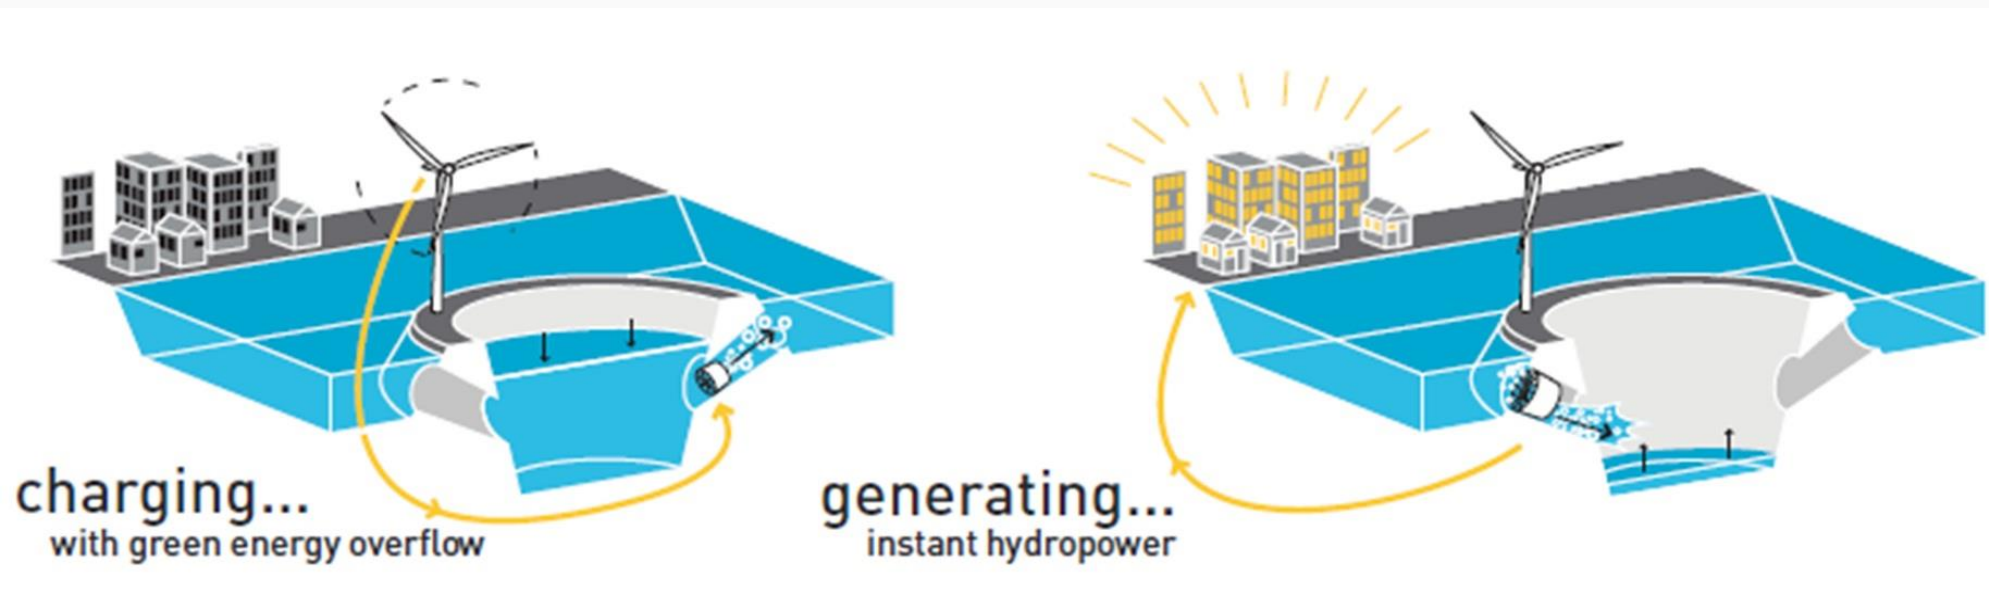 charging...
with green energy overflow
generating...
instant hydropower